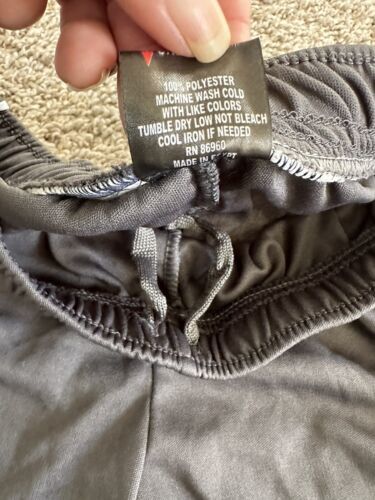 100% POLYESTER
MACHINE WASH COLD
WITH LIKE COLORS
TUMBLE DRY LOW NOT BLEACH
COOL IRON IF NEEDED
RN 86960
MADE IN EGYPT